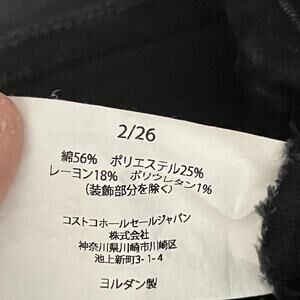 2/26
綿56% ポリエステル25%
レーヨン18% ポリウレタン1%
(装飾部分を除く)
コストコホールセールジャパン
株式会社
神奈川県川崎市川崎区
池上新町3-1-4
ヨルダン製